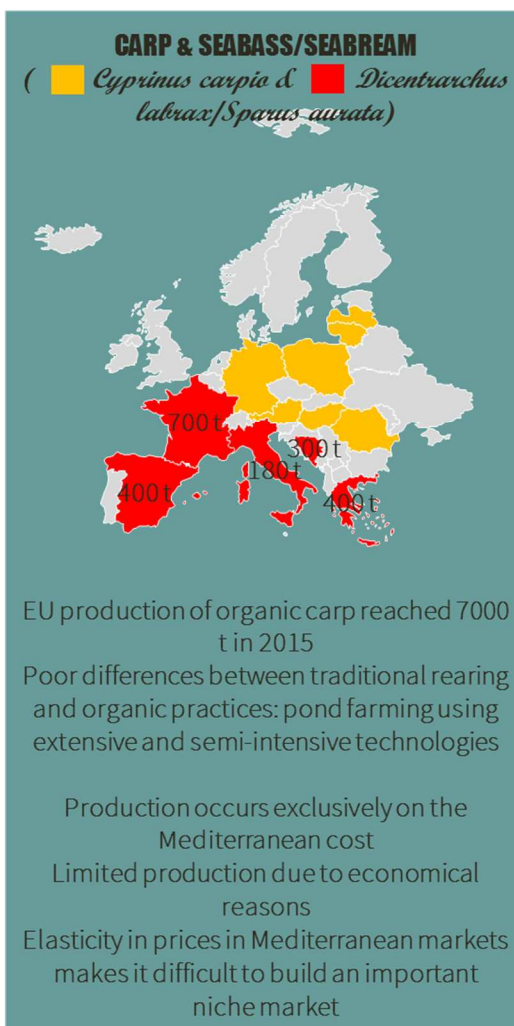 CARP & SEABASS/SEABREAM
( Cyprinus carpio & Dicentrarchus
labrax/Sparus aurata)
700 t
300 t
180 t
400 t
400 t
EU production of organic carp reached 7000
t in 2015
Poor differences between traditional rearing
and organic practices: pond farming using
extensive and semi-intensive technologies
Production occurs exclusively on the
Mediterranean cost
Limited production due to economical
reasons
Elasticity in prices in Mediterranean markets
makes it difficult to build an important
niche market